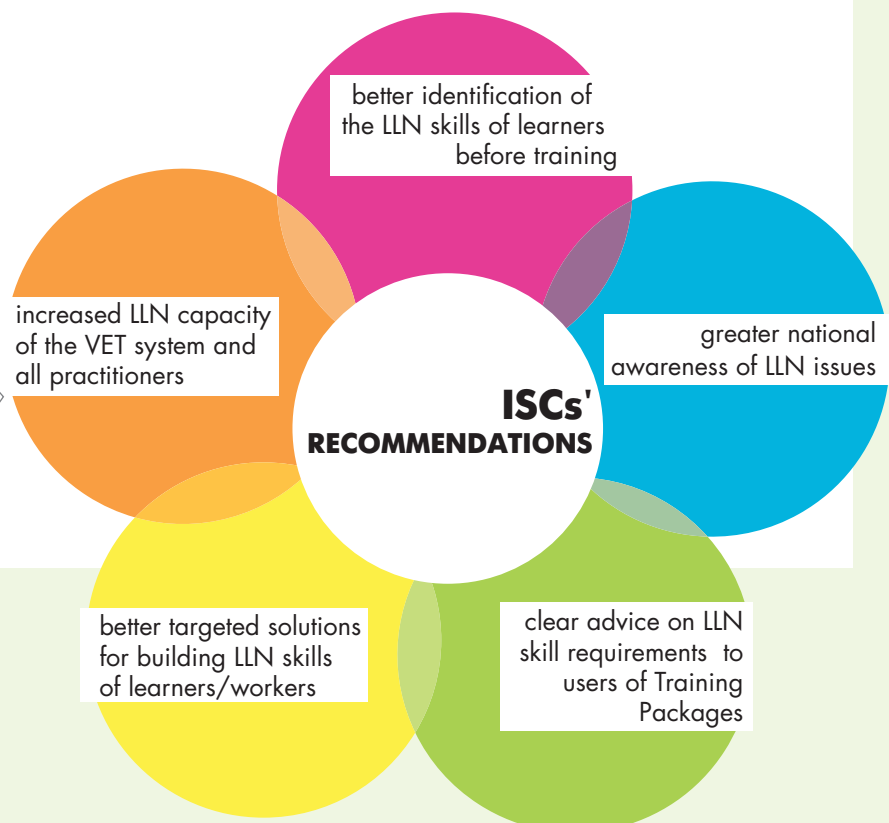 better identification of
the LLN skills of learners
before training
increased LLN capacity
of the VET system and
all practitioners
greater national
awareness of LLN issues
ISCs'
RECOMMENDATIONS
better targeted solutions
for building LLN skills
of learners/workers
clear advice on LLN
skill requirements to
users of Training
Packages